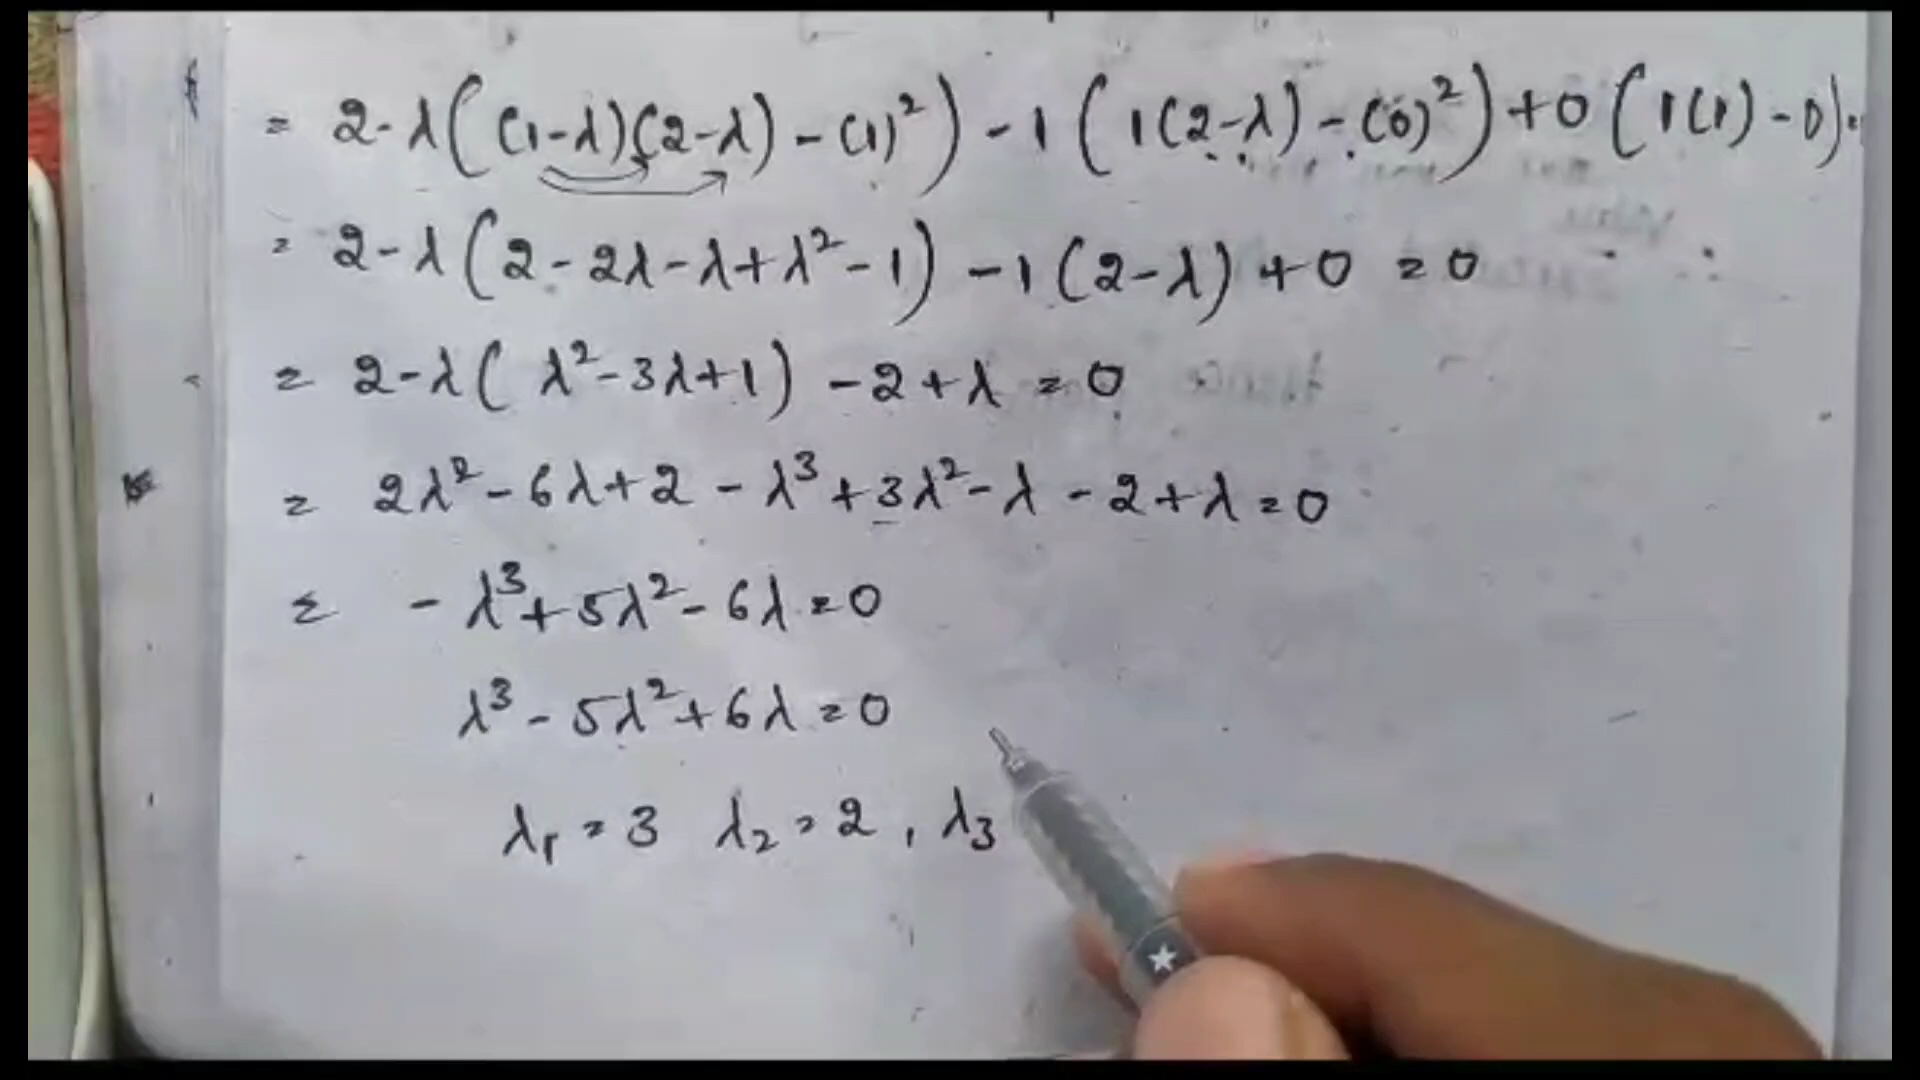 = 2-λ((1-λ)(2-λ)-(1)²)-1(1(2-λ)-(0)²)+0(1(1)-0).
= 2-λ(2-2λ-λ+λ²-1)-1(2-λ)+0=0
= 2-λ(λ²-3λ+1)-2+λ=0
= 2λ²-6λ+2-λ³+3λ²-λ-2+λ=0
= -λ³+5λ²-6λ=0
λ³-5λ²+6λ=0
λ₁=3 λ₂=2, λ₃